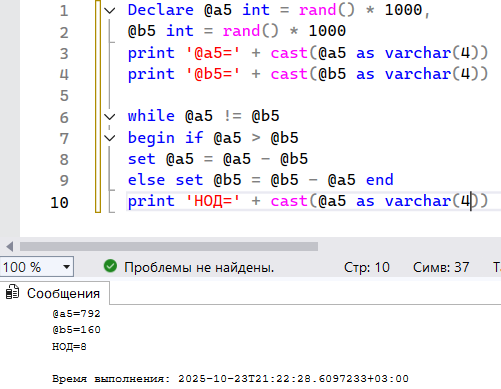 1 Declare @a5 int = rand() * 1000,
2 @b5 int = rand() * 1000
3 print '@a5=' + cast(@a5 as varchar(4))
4 print '@b5=' + cast(@b5 as varchar(4))
5
6 while @a5 != @b5
7 begin if @a5 > @b5
8 set @a5 = @a5 - @b5
9 else set @b5 = @b5 - @a5 end
10 print 'НОД=' + cast(@a5 as varchar(4))
100 % Проблемы не найдены. Стр: 10 Симв: 37
Сообщения
@a5=792
@b5=160
НОД=8
Время выполнения: 2025-10-23T21:22:28.6097233+03:00